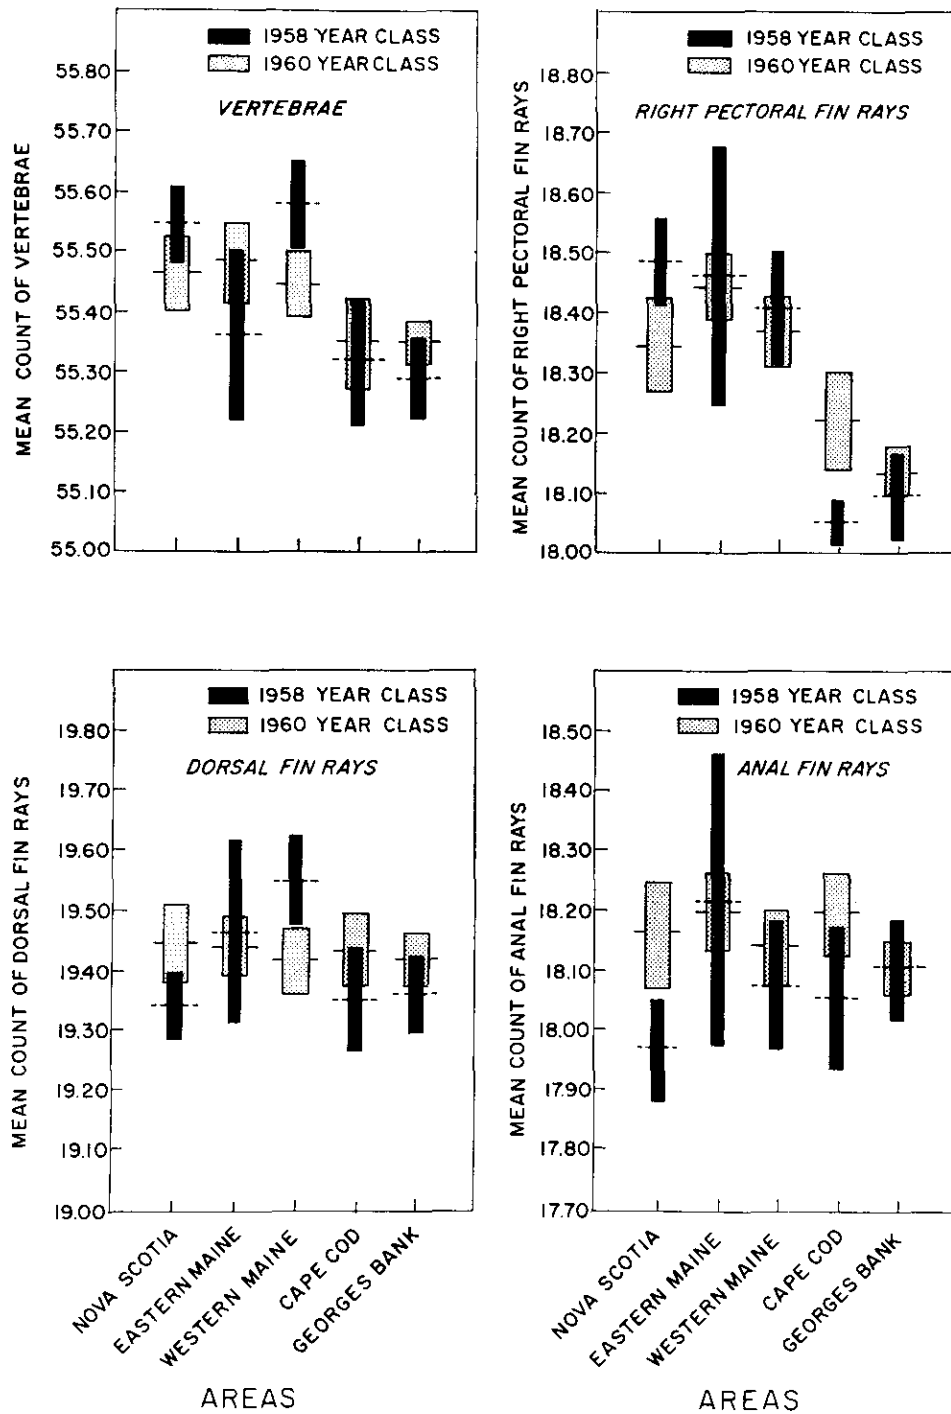 1958 YEAR CLASS
1960 YEAR CLASS
VERTEBRAE
MEAN COUNT OF VERTEBRAE
55.80
55.70
55.60
55.50
55.40
55.30
55.20
55.10
55.00
1958 YEAR CLASS
1960 YEAR CLASS
RIGHT PECTORAL FIN RAYS
MEAN COUNT OF RIGHT PECTORAL FIN RAYS
18.80
18.70
18.60
18.50
18.40
18.30
18.20
18.10
18.00
1958 YEAR CLASS
1960 YEAR CLASS
DORSAL FIN RAYS
MEAN COUNT OF DORSAL FIN RAYS
19.80
19.70
19.60
19.50
19.40
19.30
19.20
19.10
19.00
NOVA SCOTIA
EASTERN MAINE
WESTERN MAINE
CAPE COD
GEORGES BANK
AREAS
1958 YEAR CLASS
1960 YEAR CLASS
ANAL FIN RAYS
MEAN COUNT OF ANAL FIN RAYS
18.50
18.40
18.30
18.20
18.10
18.00
17.90
17.80
17.70
NOVA SCOTIA
EASTERN MAINE
WESTERN MAINE
CAPE COD
GEORGES BANK
AREAS